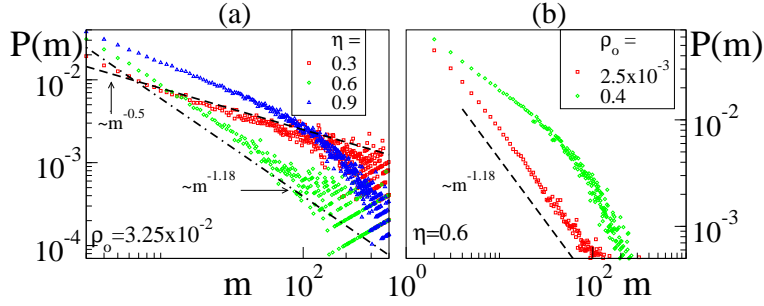 (a) (b)
P(m) η = 0.3 0.6 0.9
10^-2
10^-3
10^-4
~m^-0.5
~m^-1.18
ρ_o=3.25x10^-2
m 10^2
ρ_o = 2.5x10^-3 0.4
P(m)
10^-2
10^-3
~m^-1.18
η=0.6
10^0 10^2 m